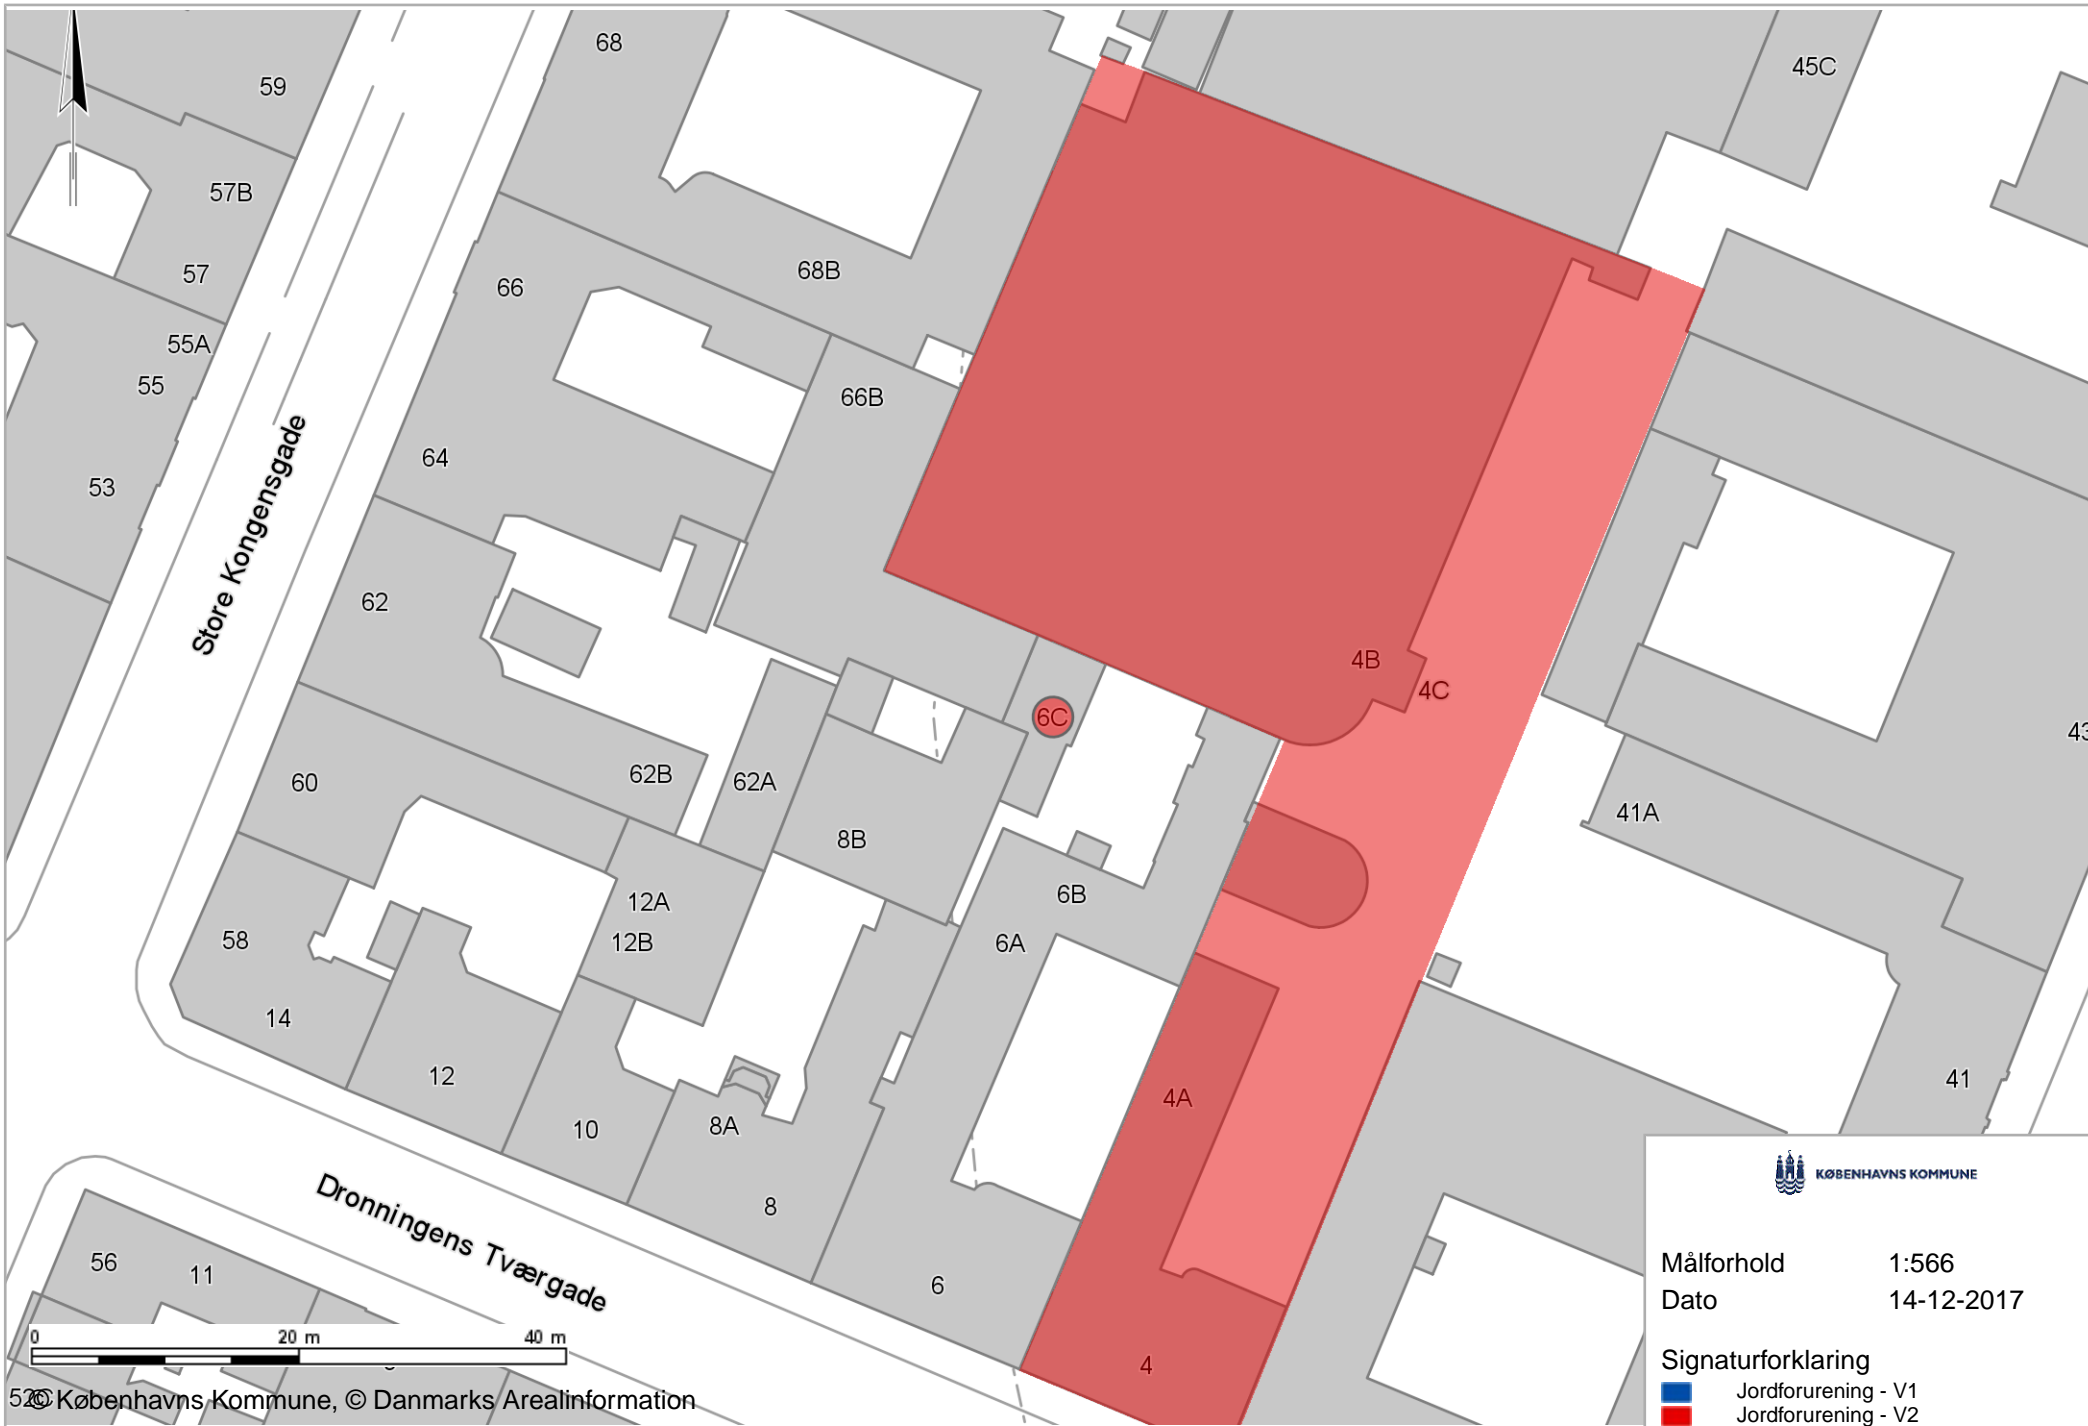 68
45C
59
57B
57
68B
66
55A
55
66B
64
53
Store Kongensgade
62
4B
4C
6C
43
62B
62A
60
41A
8B
6B
12A
6A
12B
58
14
12
41
4A
10
8A
8
Dronningens Tværgade
56
11
6
4
0 20 m 40 m
© Københavns Kommune, © Danmarks Arealinformation
KØBENHAVNS KOMMUNE
Målforhold 1:566
Dato 14-12-2017
Signaturforklaring
Jordforurening - V1
Jordforurening - V2